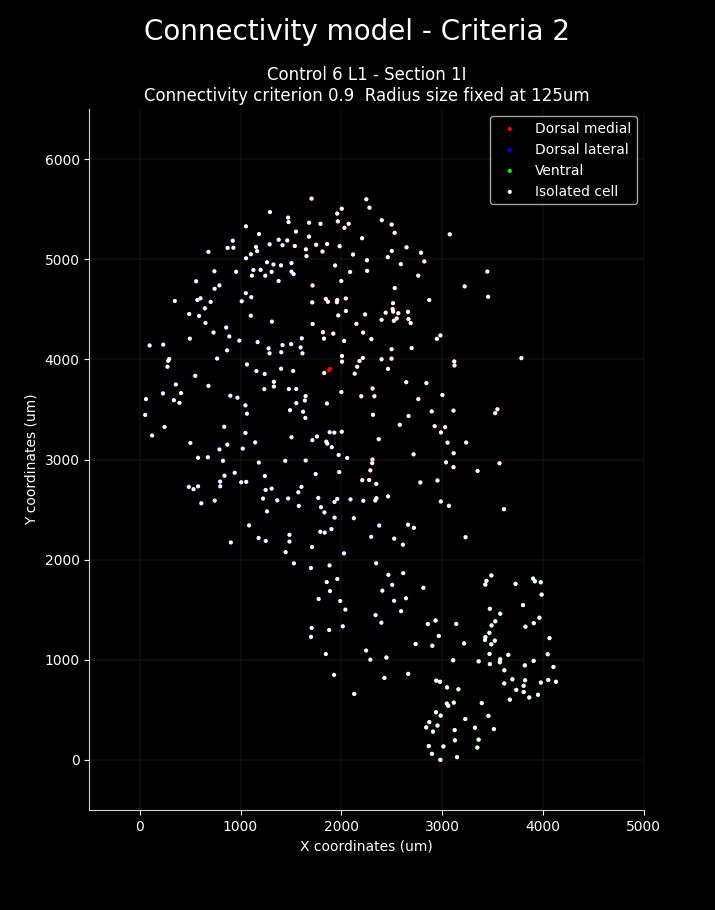 Connectivity model - Criteria 2
Control 6 L1 - Section 1I
Connectivity criterion 0.9  Radius size fixed at 125um
Dorsal medial
Dorsal lateral
Ventral
Isolated cell
6000
5000
4000
3000
2000
1000
0
Y coordinates (um)
0 1000 2000 3000 4000 5000
X coordinates (um)